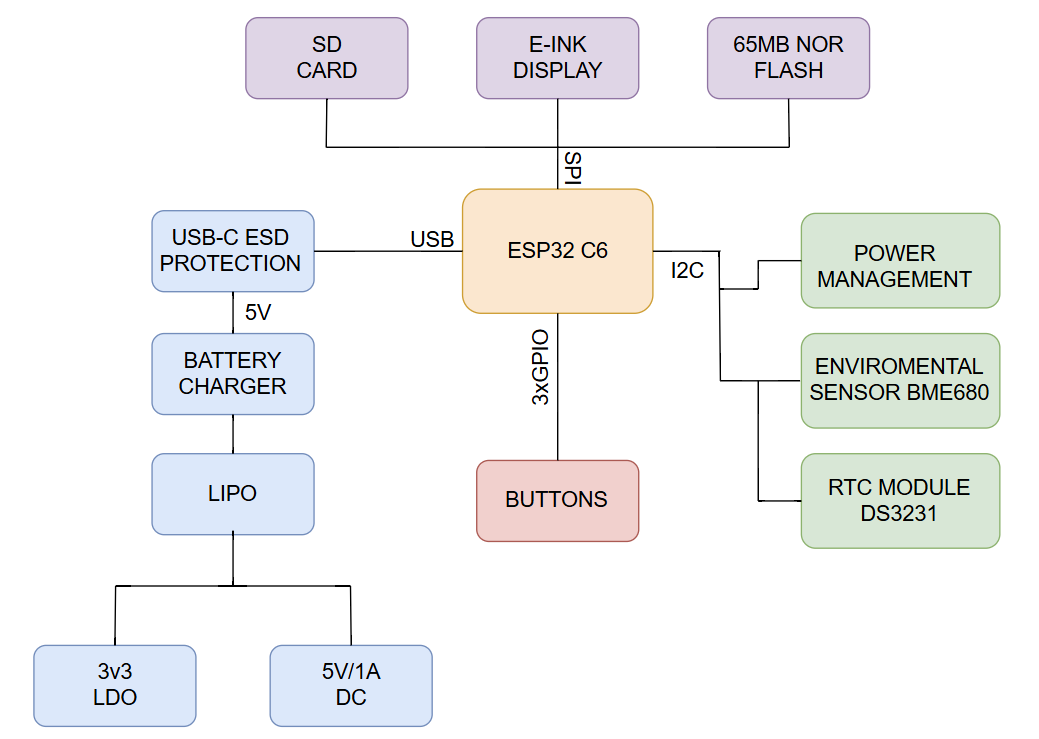 SD
CARD
E-INK
DISPLAY
65MB NOR
FLASH
SPI
USB-C ESD
PROTECTION
USB
ESP32 C6
I2C
POWER
MANAGEMENT
5V
BATTERY
CHARGER
3xGPIO
ENVIROMENTAL
SENSOR BME680
LIPO
BUTTONS
RTC MODULE
DS3231
3v3
LDO
5V/1A
DC